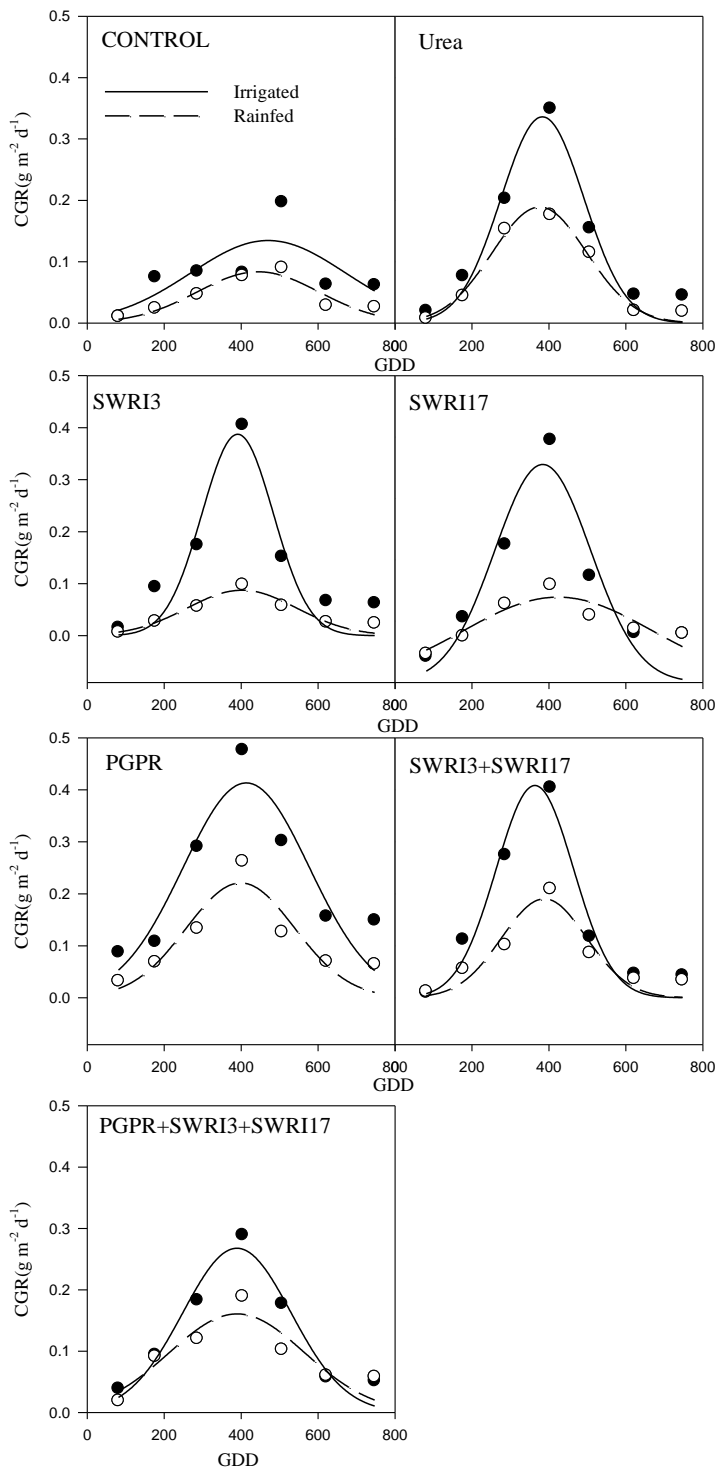 0.5
CONTROL
Urea
0.4
Irrigated
Rainfed
0.3
CGR(g m-2 d-1)
0.2
0.1
0.0
0 200 400 600 800 0 200 400 600 800
GDD
0.5
SWRI3
SWRI17
0.4
0.3
CGR(g m-2 d-1)
0.2
0.1
0.0
0 200 400 600 800 0 200 400 600 800
GDD
0.5
PGPR
SWRI3+SWRI17
0.4
0.3
CGR(g m-2 d-1)
0.2
0.1
0.0
0 200 400 600 800 0 200 400 600 800
GDD
0.5
PGPR+SWRI3+SWRI17
0.4
0.3
CGR(g m-2 d-1)
0.2
0.1
0.0
0 200 400 600 800
GDD